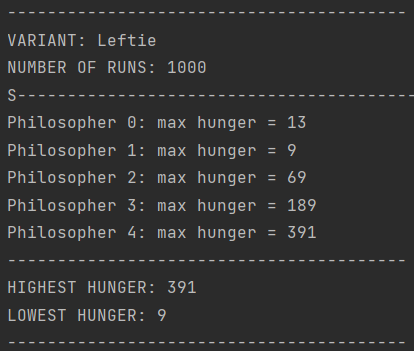 ----------------------------------------
VARIANT: Leftie
NUMBER OF RUNS: 1000
S----------------------------------------
Philosopher 0: max hunger = 13
Philosopher 1: max hunger = 9
Philosopher 2: max hunger = 69
Philosopher 3: max hunger = 189
Philosopher 4: max hunger = 391
----------------------------------------
HIGHEST HUNGER: 391
LOWEST HUNGER: 9
----------------------------------------